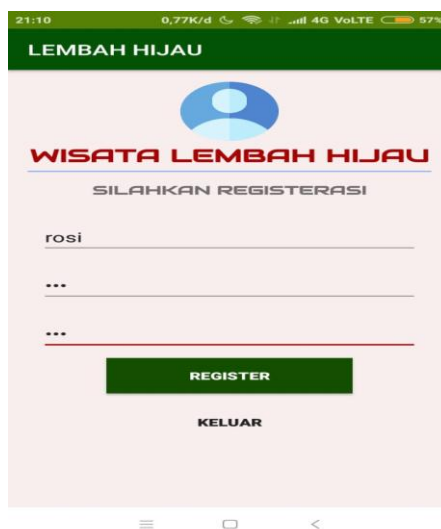 21:10 0,77K/d 4G VoLTE 57%
LEMBAH HIJAU
WISATA LEMBAH HIJAU
SILAHKAN REGISTERASI
rosi
•••
•••
REGISTER
KELUAR